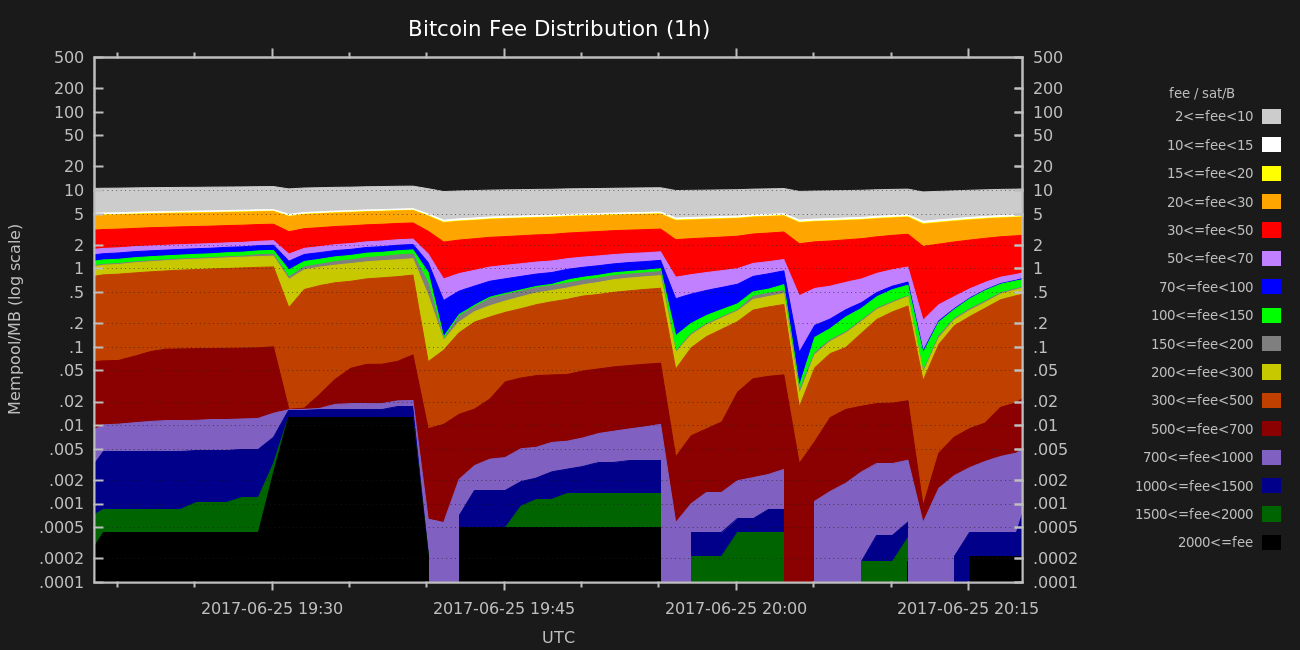 Bitcoin Fee Distribution (1h)
500
200
100
50
20
10
5
2
1
.5
.2
.1
.05
.02
.01
.005
.002
.001
.0005
.0002
.0001
Mempool/MB (log scale)
500
200
100
50
20
10
5
2
1
.5
.2
.1
.05
.02
.01
.005
.002
.001
.0005
.0002
.0001
fee / sat/B
2<=fee<10
10<=fee<15
15<=fee<20
20<=fee<30
30<=fee<50
50<=fee<70
70<=fee<100
100<=fee<150
150<=fee<200
200<=fee<300
300<=fee<500
500<=fee<700
700<=fee<1000
1000<=fee<1500
1500<=fee<2000
2000<=fee
2017-06-25 19:30
2017-06-25 19:45
2017-06-25 20:00
2017-06-25 20:15
UTC